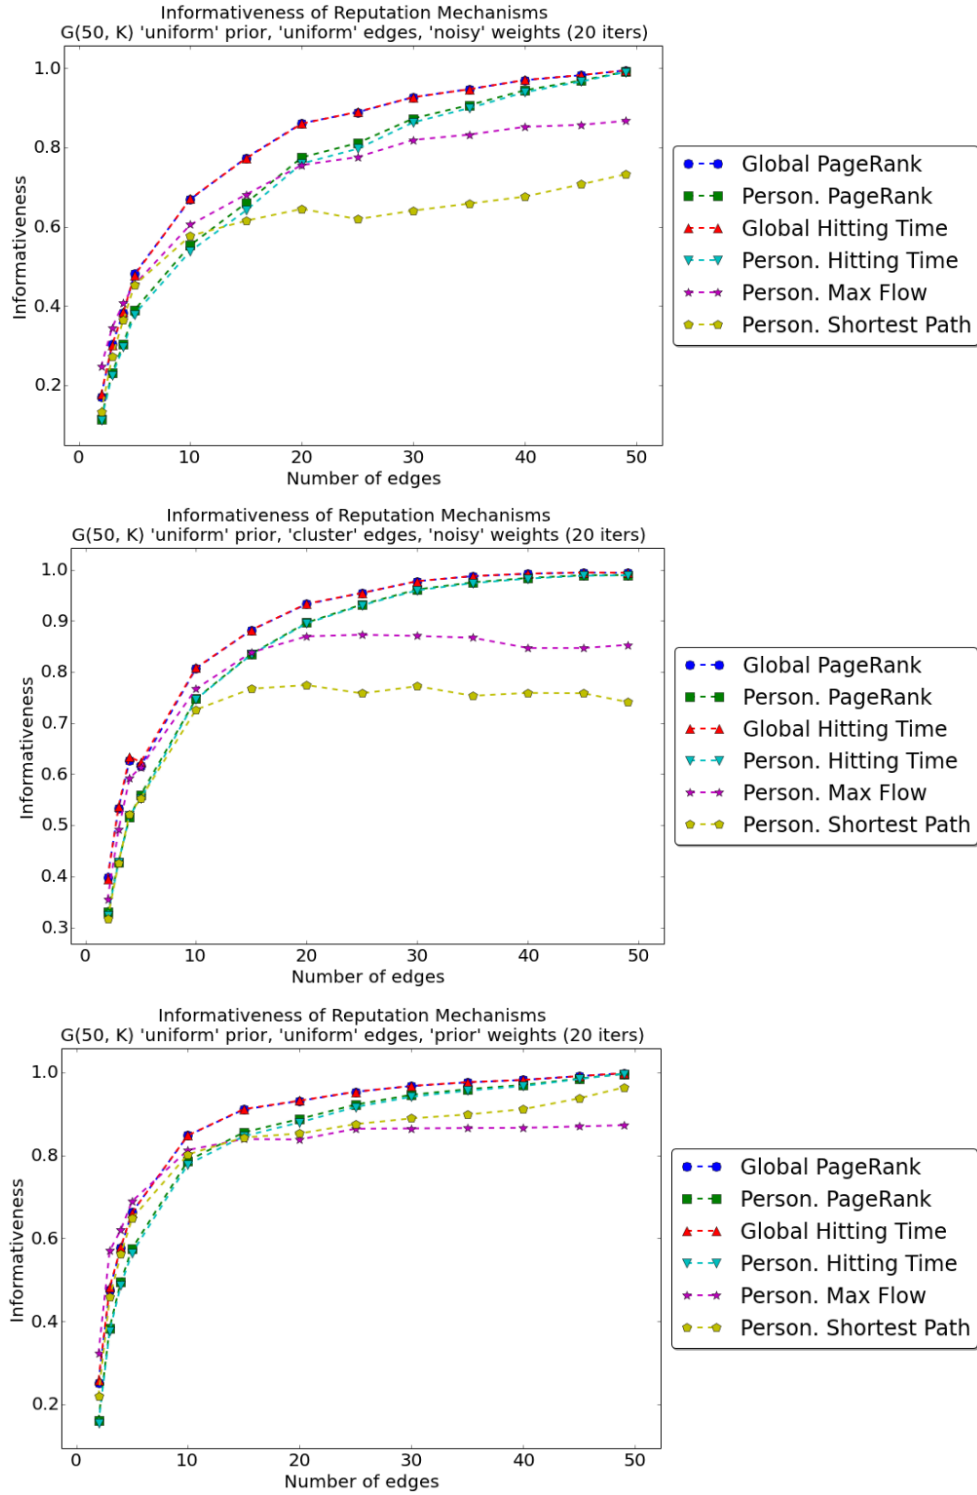 Informativeness of Reputation Mechanisms
G(50, K) 'uniform' prior, 'uniform' edges, 'noisy' weights (20 iters)
1.0
0.8
0.6
0.4
0.2
Informativeness
0 10 20 30 40 50
Number of edges
Global PageRank
Person. PageRank
Global Hitting Time
Person. Hitting Time
Person. Max Flow
Person. Shortest Path
Informativeness of Reputation Mechanisms
G(50, K) 'uniform' prior, 'cluster' edges, 'noisy' weights (20 iters)
1.0
0.9
0.8
0.7
0.6
0.5
0.4
0.3
Informativeness
0 10 20 30 40 50
Number of edges
Global PageRank
Person. PageRank
Global Hitting Time
Person. Hitting Time
Person. Max Flow
Person. Shortest Path
Informativeness of Reputation Mechanisms
G(50, K) 'uniform' prior, 'uniform' edges, 'prior' weights (20 iters)
1.0
0.8
0.6
0.4
0.2
Informativeness
0 10 20 30 40 50
Number of edges
Global PageRank
Person. PageRank
Global Hitting Time
Person. Hitting Time
Person. Max Flow
Person. Shortest Path